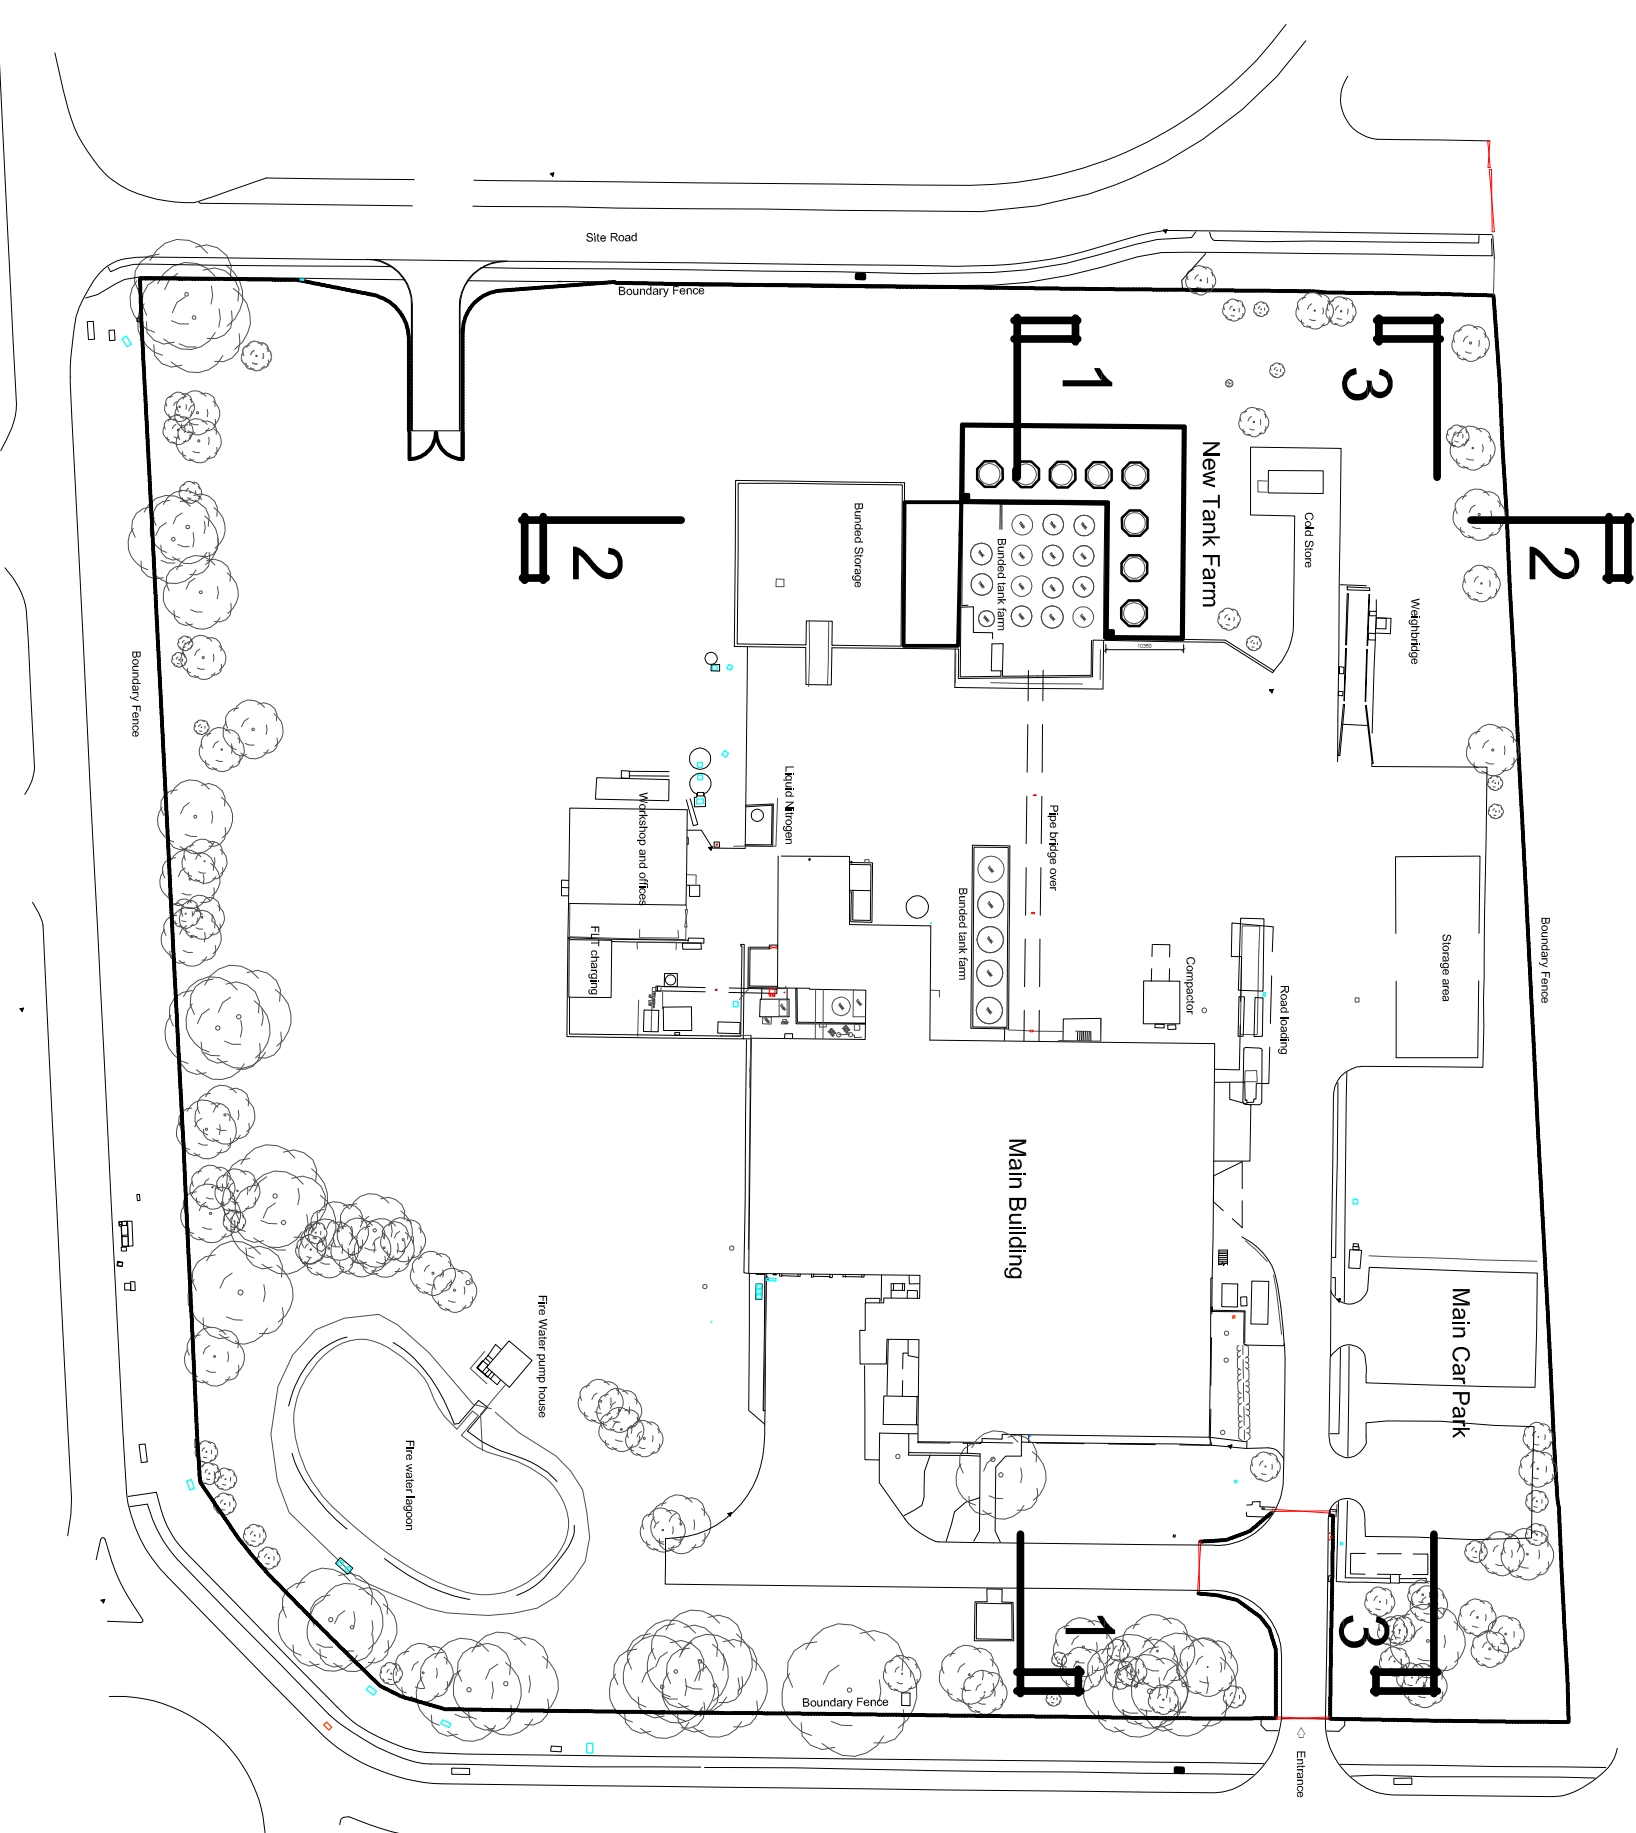 Site Road
Boundary Fence
1
3
New Tank Farm
Cold Store
Bunded Storage
Bunded tank farm
2
2
Weighbridge
10350
Boundary Fence
Liquid Nitrogen
Workshop and offices
Pipe bridge over
Bunded tank farm
FLT charging
Compactor
Road loading
Storage area
Boundary Fence
Main Building
Main Car Park
Fire Water pump house
Fire water lagoon
1
3
Boundary Fence
Entrance